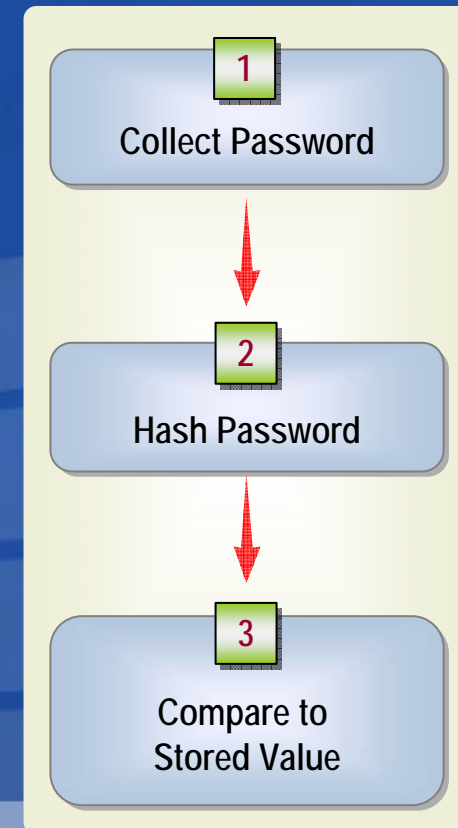 1
Collect Password
2
Hash Password
3
Compare to
Stored Value